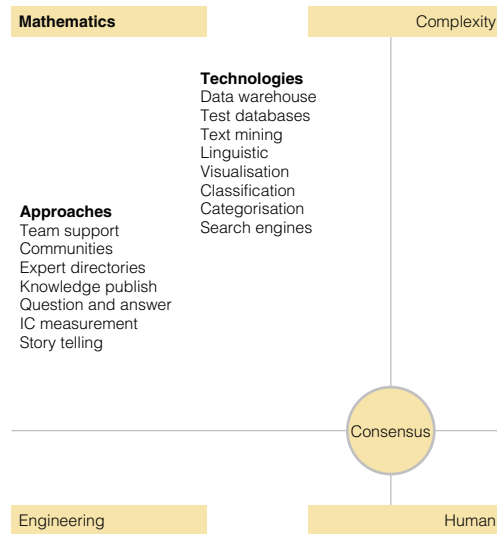 Mathematics
Complexity
Technologies
Data warehouse
Test databases
Text mining
Linguistic
Visualisation
Classification
Categorisation
Search engines
Approaches
Team support
Communities
Expert directories
Knowledge publish
Question and answer
IC measurement
Story telling
Consensus
Engineering
Human